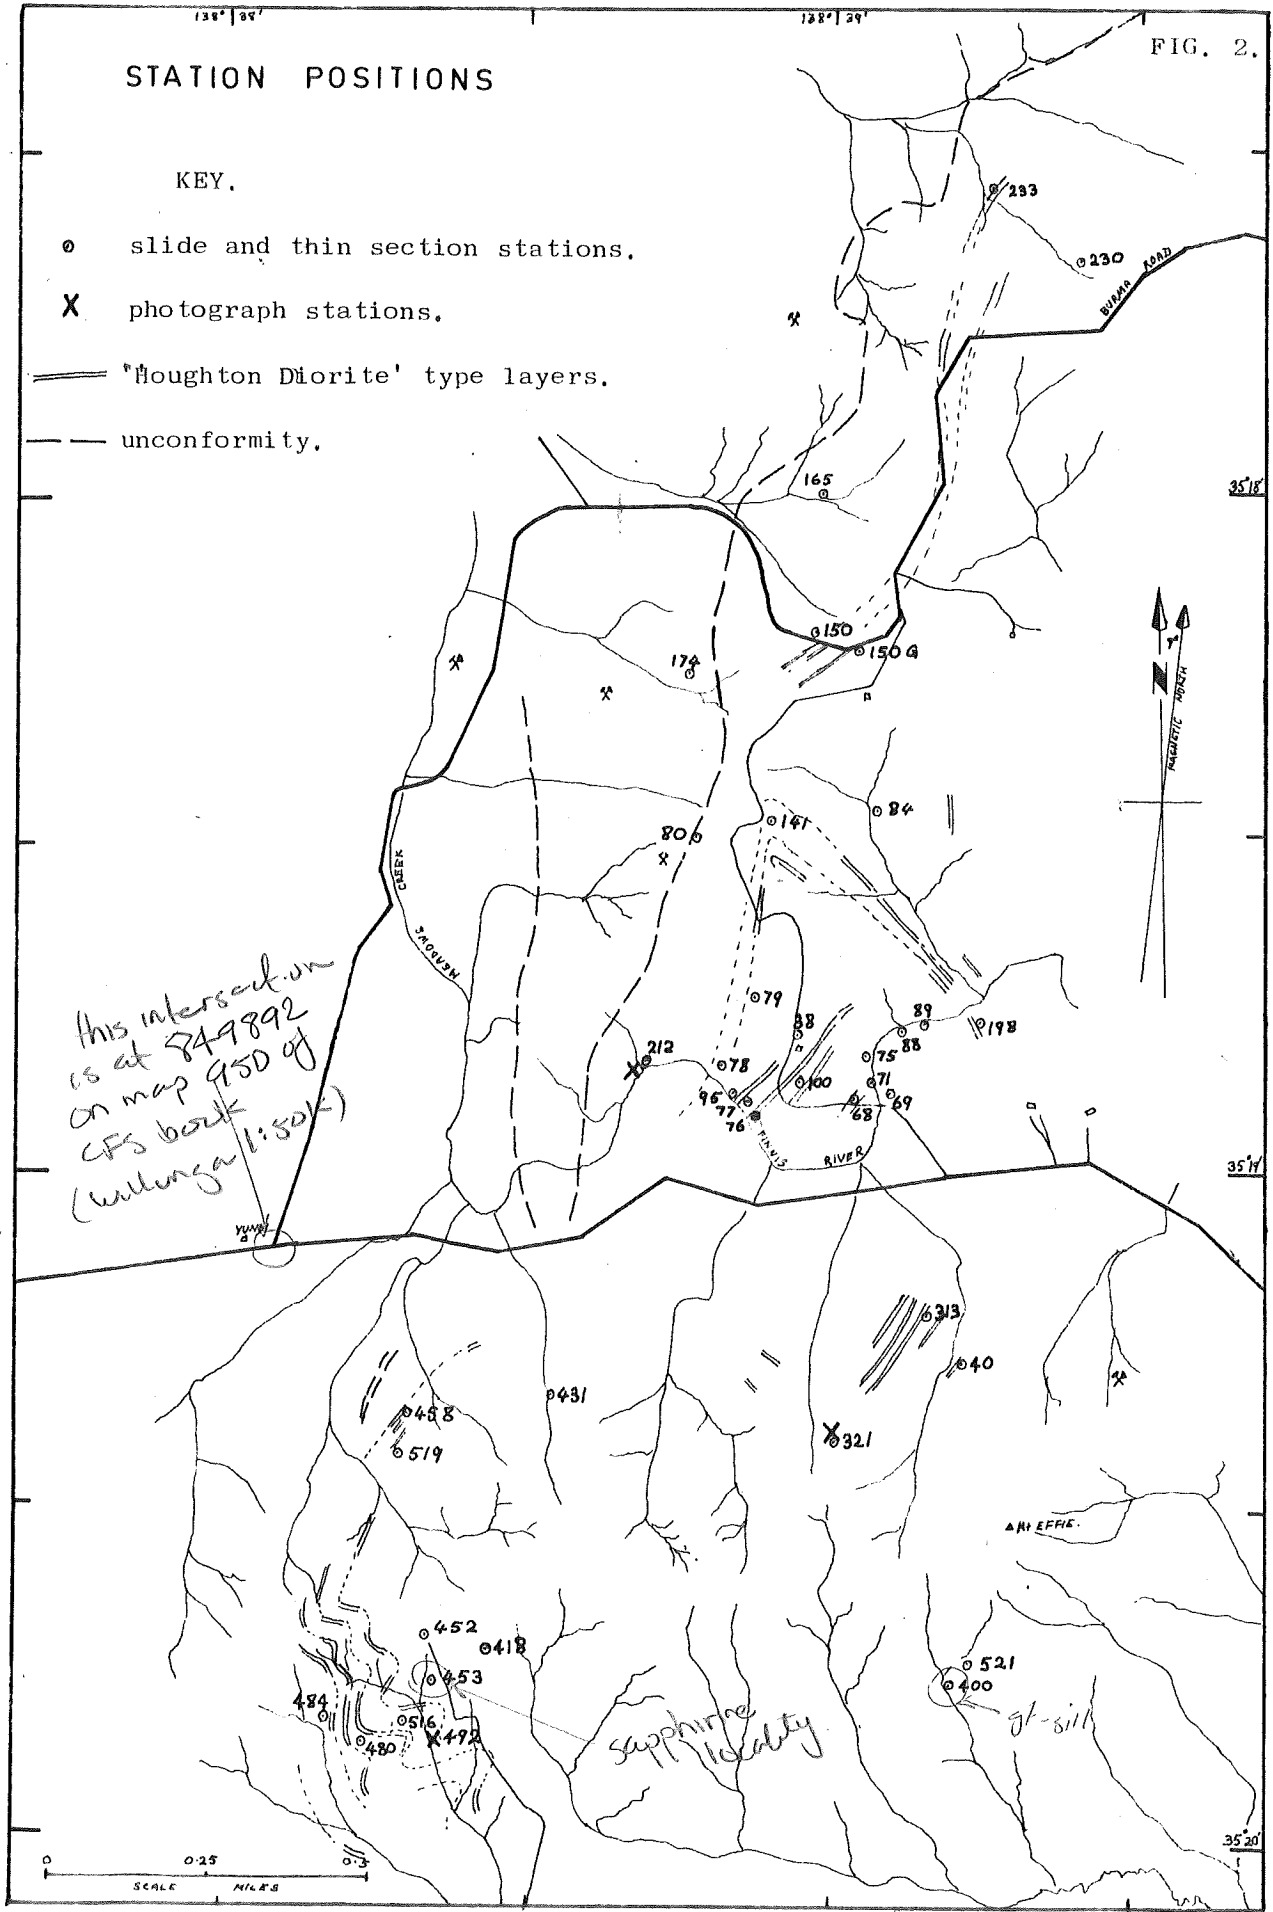 138° 38'
138° 39'
FIG. 2.
STATION POSITIONS
KEY.
slide and thin section stations.
X photograph stations.
'Houghton Diorite' type layers.
unconformity.
233
230
BURMA ROAD
165
35°18'
150
150G
174
N
9°
MAGNETIC NORTH
84
80
141
CREEK
MEADOWS
this intersection
is at 849892
on map 95D of
CFS book
(Willunga 1:50k)
79
38
89
88
198
212
78
75
95
77
100
71
76
68
69
FINNIS
RIVER
35°19'
313
40
431
458
519
321
Mt EFFIE.
452
418
453
521
400
484
516
480
492
sapphirine
locality
35°20'
0 0.25
SCALE MILES